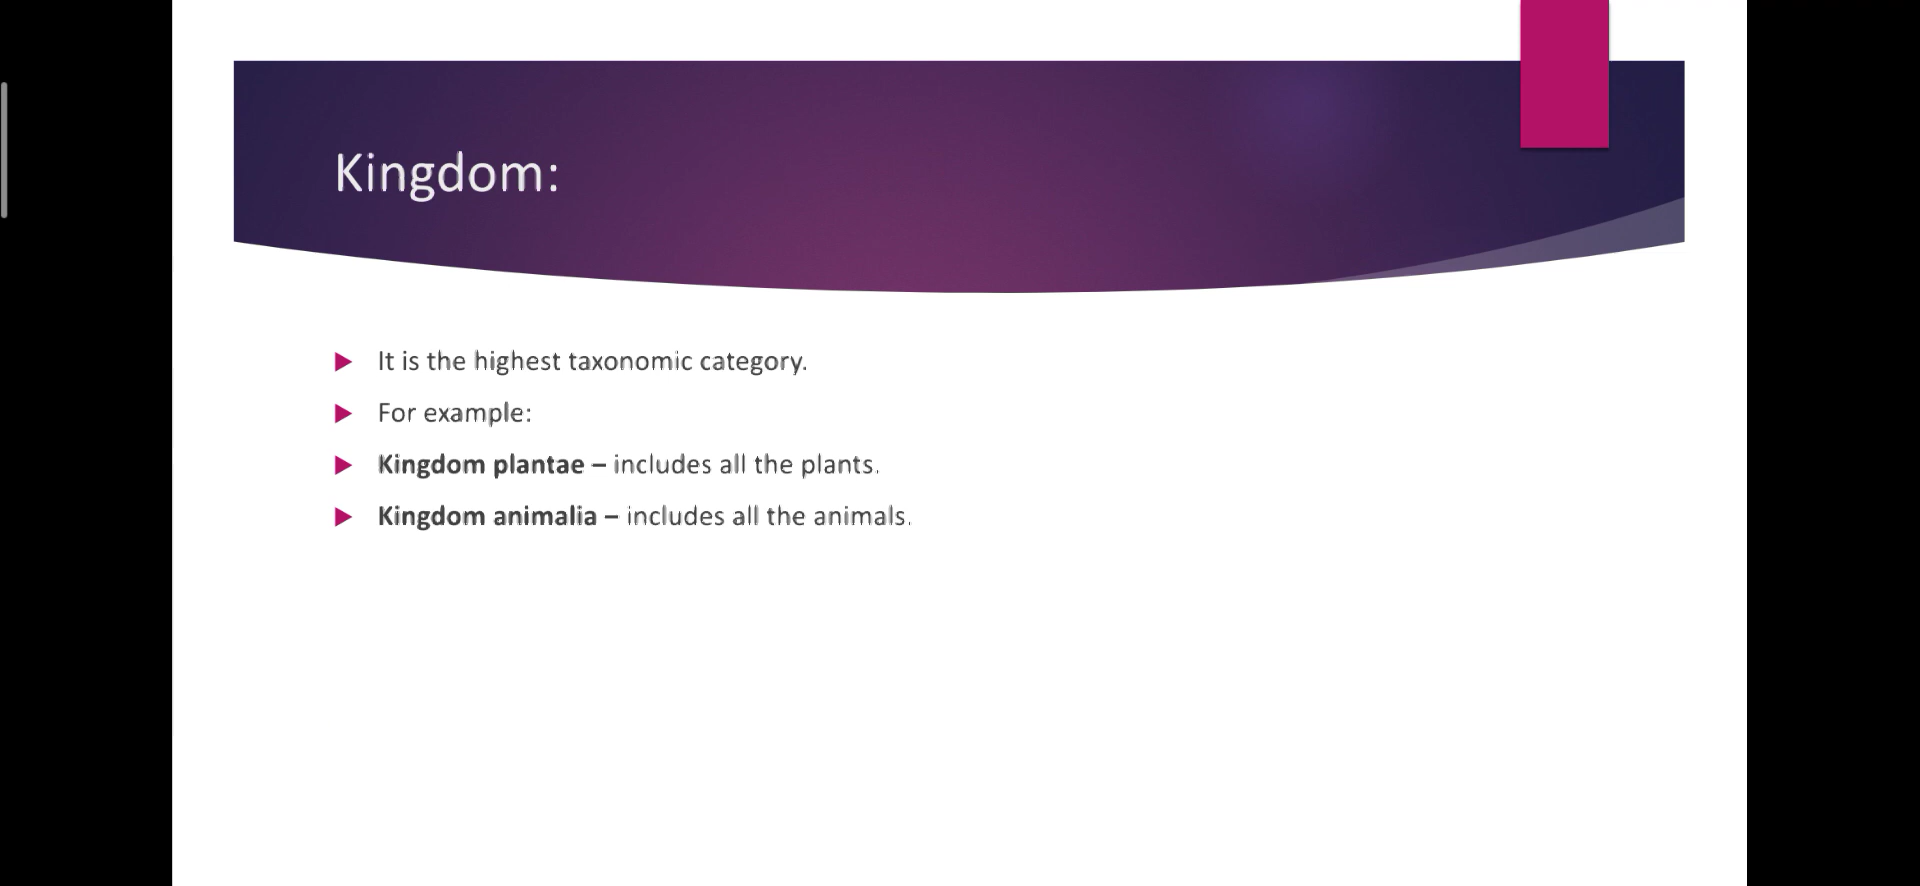 Kingdom:
It is the highest taxonomic category.
For example:
Kingdom plantae – includes all the plants.
Kingdom animalia – includes all the animals.